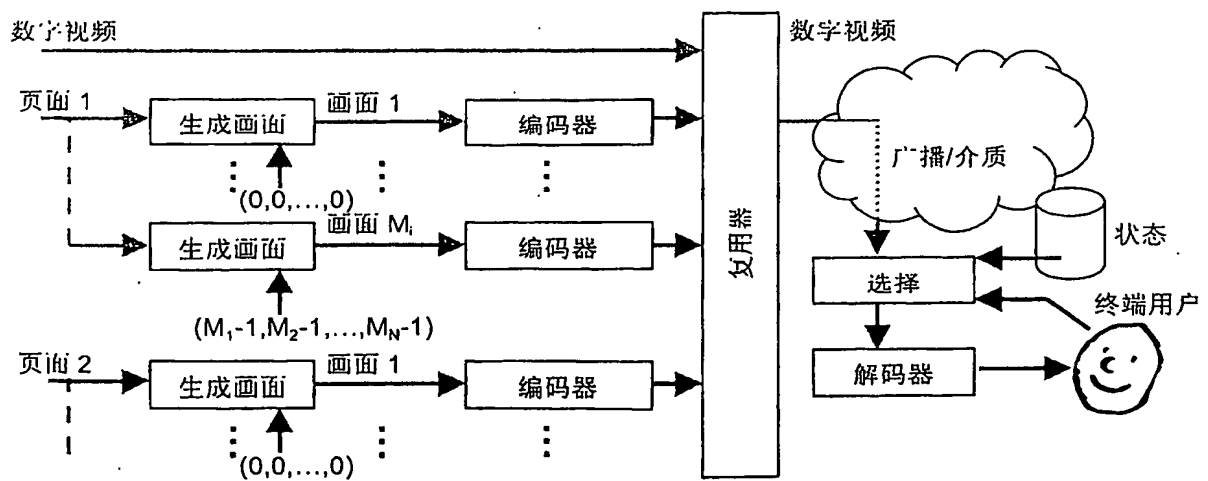 数字视频
数字视频
页面 1
生成画面
画面 1
编码器
(0,0,...,0)
广播/介质
生成画面
画面 Mi
编码器
复用器
状态
选择
(M₁-1,M₂-1,...,MN-1)
终端用户
页面 2
生成画面
画面 1
编码器
解码器
(0,0,...,0)